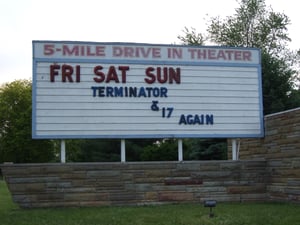 5-MILE DRIVE IN THEATER
FRI SAT SUN
TERMINATOR
&
17 AGAIN